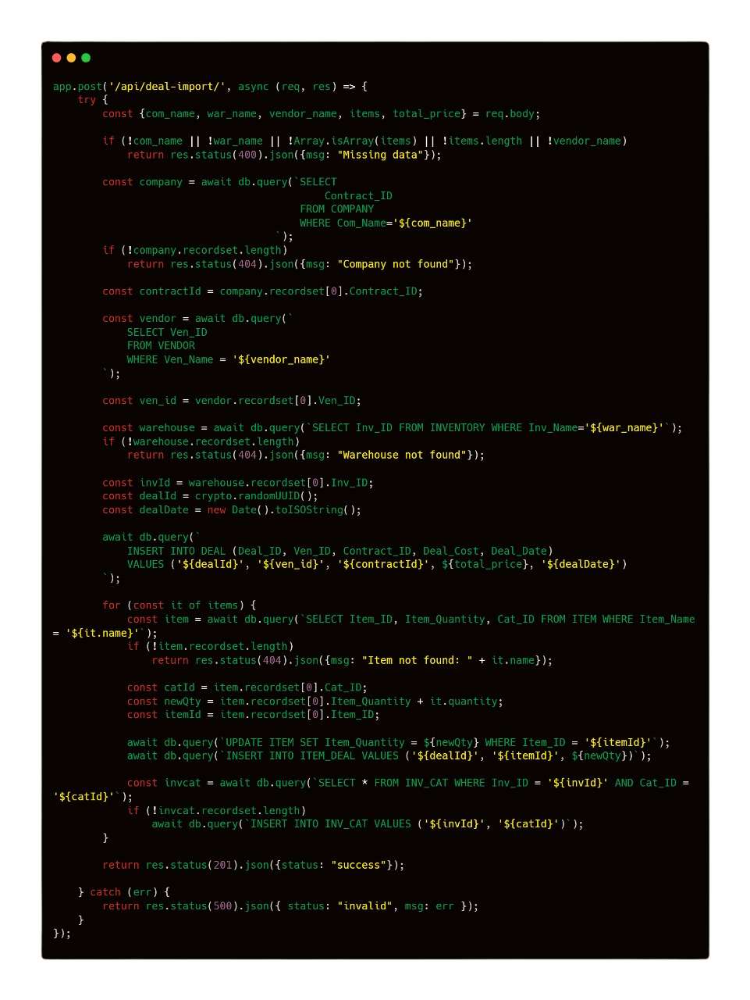 app.post('/api/deal-import/', async (req, res) => {
    try {
        const {com_name, war_name, vendor_name, items, total_price} = req.body;

        if (!com_name || !war_name || !Array.isArray(items) || !items.length || !vendor_name)
            return res.status(400).json({msg: "Missing data"});

        const company = await db.query(`SELECT
                                            Contract_ID
                                        FROM COMPANY
                                        WHERE Com_Name='${com_name}'
                                    `);
        if (!company.recordset.length)
            return res.status(404).json({msg: "Company not found"});

        const contractId = company.recordset[0].Contract_ID;

        const vendor = await db.query(`
            SELECT Ven_ID
            FROM VENDOR
            WHERE Ven_Name = '${vendor_name}'
        `);

        const ven_id = vendor.recordset[0].Ven_ID;

        const warehouse = await db.query(`SELECT Inv_ID FROM INVENTORY WHERE Inv_Name='${war_name}'`);
        if (!warehouse.recordset.length)
            return res.status(404).json({msg: "Warehouse not found"});

        const invId = warehouse.recordset[0].Inv_ID;
        const dealId = crypto.randomUUID();
        const dealDate = new Date().toISOString();

        await db.query(`
            INSERT INTO DEAL (Deal_ID, Ven_ID, Contract_ID, Deal_Cost, Deal_Date)
            VALUES ('${dealId}', '${ven_id}', '${contractId}', ${total_price}, '${dealDate}')
        `);

        for (const it of items) {
            const item = await db.query(`SELECT Item_ID, Item_Quantity, Cat_ID FROM ITEM WHERE Item_Name
= '${it.name}'`);
            if (!item.recordset.length)
                return res.status(404).json({msg: "Item not found: " + it.name});

            const catId = item.recordset[0].Cat_ID;
            const newQty = item.recordset[0].Item_Quantity + it.quantity;
            const itemId = item.recordset[0].Item_ID;

            await db.query(`UPDATE ITEM SET Item_Quantity = ${newQty} WHERE Item_ID = '${itemId}'`);
            await db.query(`INSERT INTO ITEM_DEAL VALUES ('${dealId}', '${itemId}', ${newQty})`);

            const invcat = await db.query(`SELECT * FROM INV_CAT WHERE Inv_ID = '${invId}' AND Cat_ID =
'${catId}'`);
            if (!invcat.recordset.length)
                await db.query(`INSERT INTO INV_CAT VALUES ('${invId}', '${catId}')`);
        }

        return res.status(201).json({status: "success"});

    } catch (err) {
        return res.status(500).json({ status: "invalid", msg: err });
    }
});